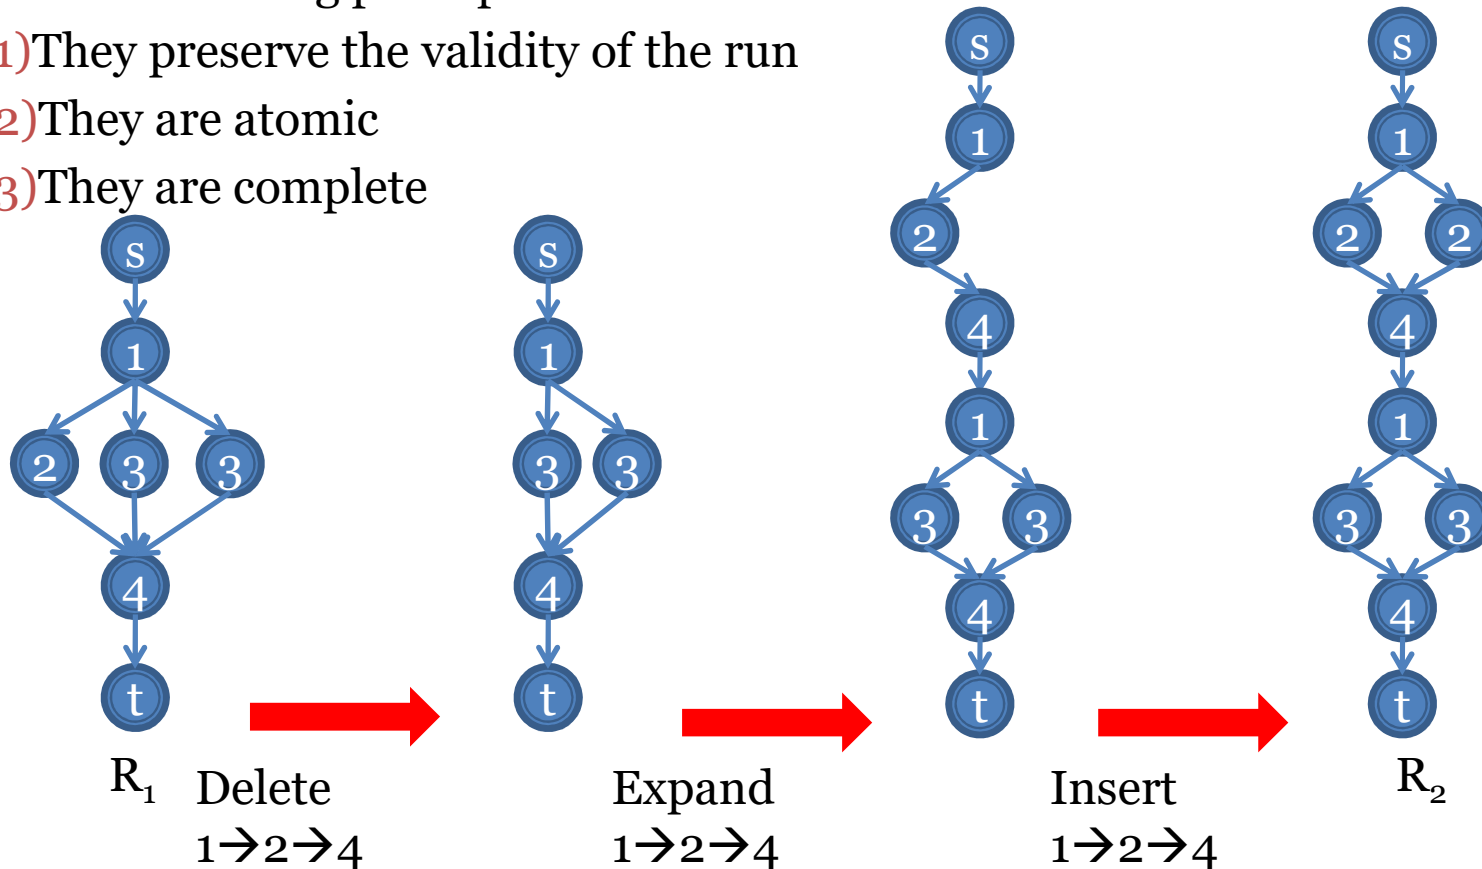 1)They preserve the validity of the run
2)They are atomic
3)They are complete
s
1
2 3 3
4
t
R1
s
1
3 3
4
t
s
1
2
4
1
3 3
4
t
s
1
2 2
4
1
3 3
4
t
R2
Delete
1→2→4
Expand
1→2→4
Insert
1→2→4